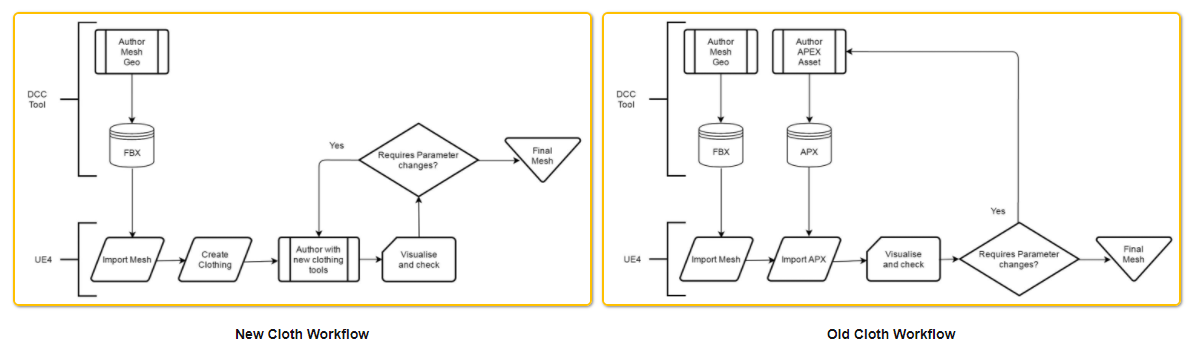 Author
Mesh
Geo
DCC
Tool
FBX
Yes
Requires Parameter
changes?
Final
Mesh
UE4
Import Mesh
Create
Clothing
Author with
new clothing
tools
Visualise
and check
New Cloth Workflow
Author
Mesh
Geo
Author
APEX
Asset
DCC
Tool
FBX
APX
Yes
UE4
Import Mesh
Import APX
Visualise
and check
Requires Parameter
changes?
Final
Mesh
Old Cloth Workflow